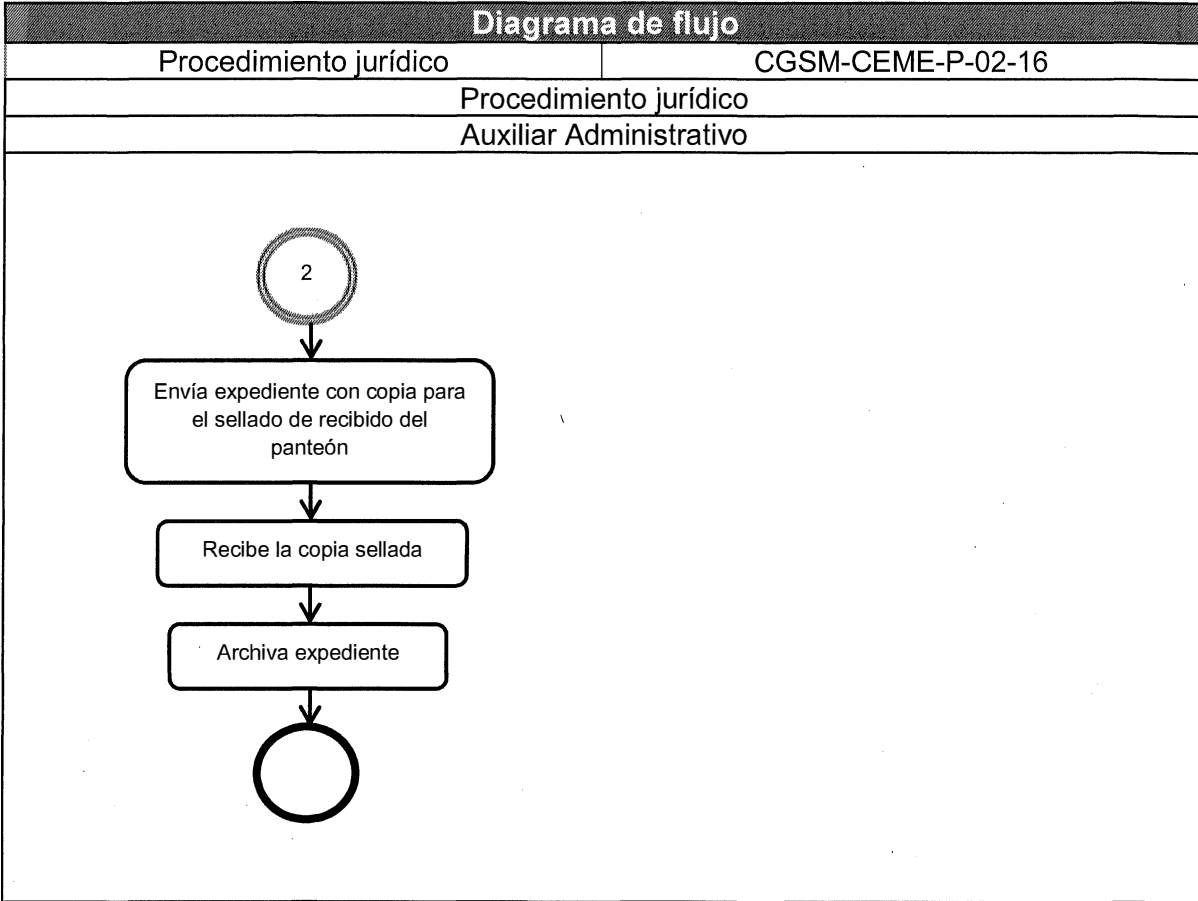 Diagrama de flujo
Procedimiento jurídico
CGSM-CEME-P-02-16
Procedimiento jurídico
Auxiliar Administrativo
2
Envía expediente con copia para
el sellado de recibido del
panteón
Recibe la copia sellada
Archiva expediente